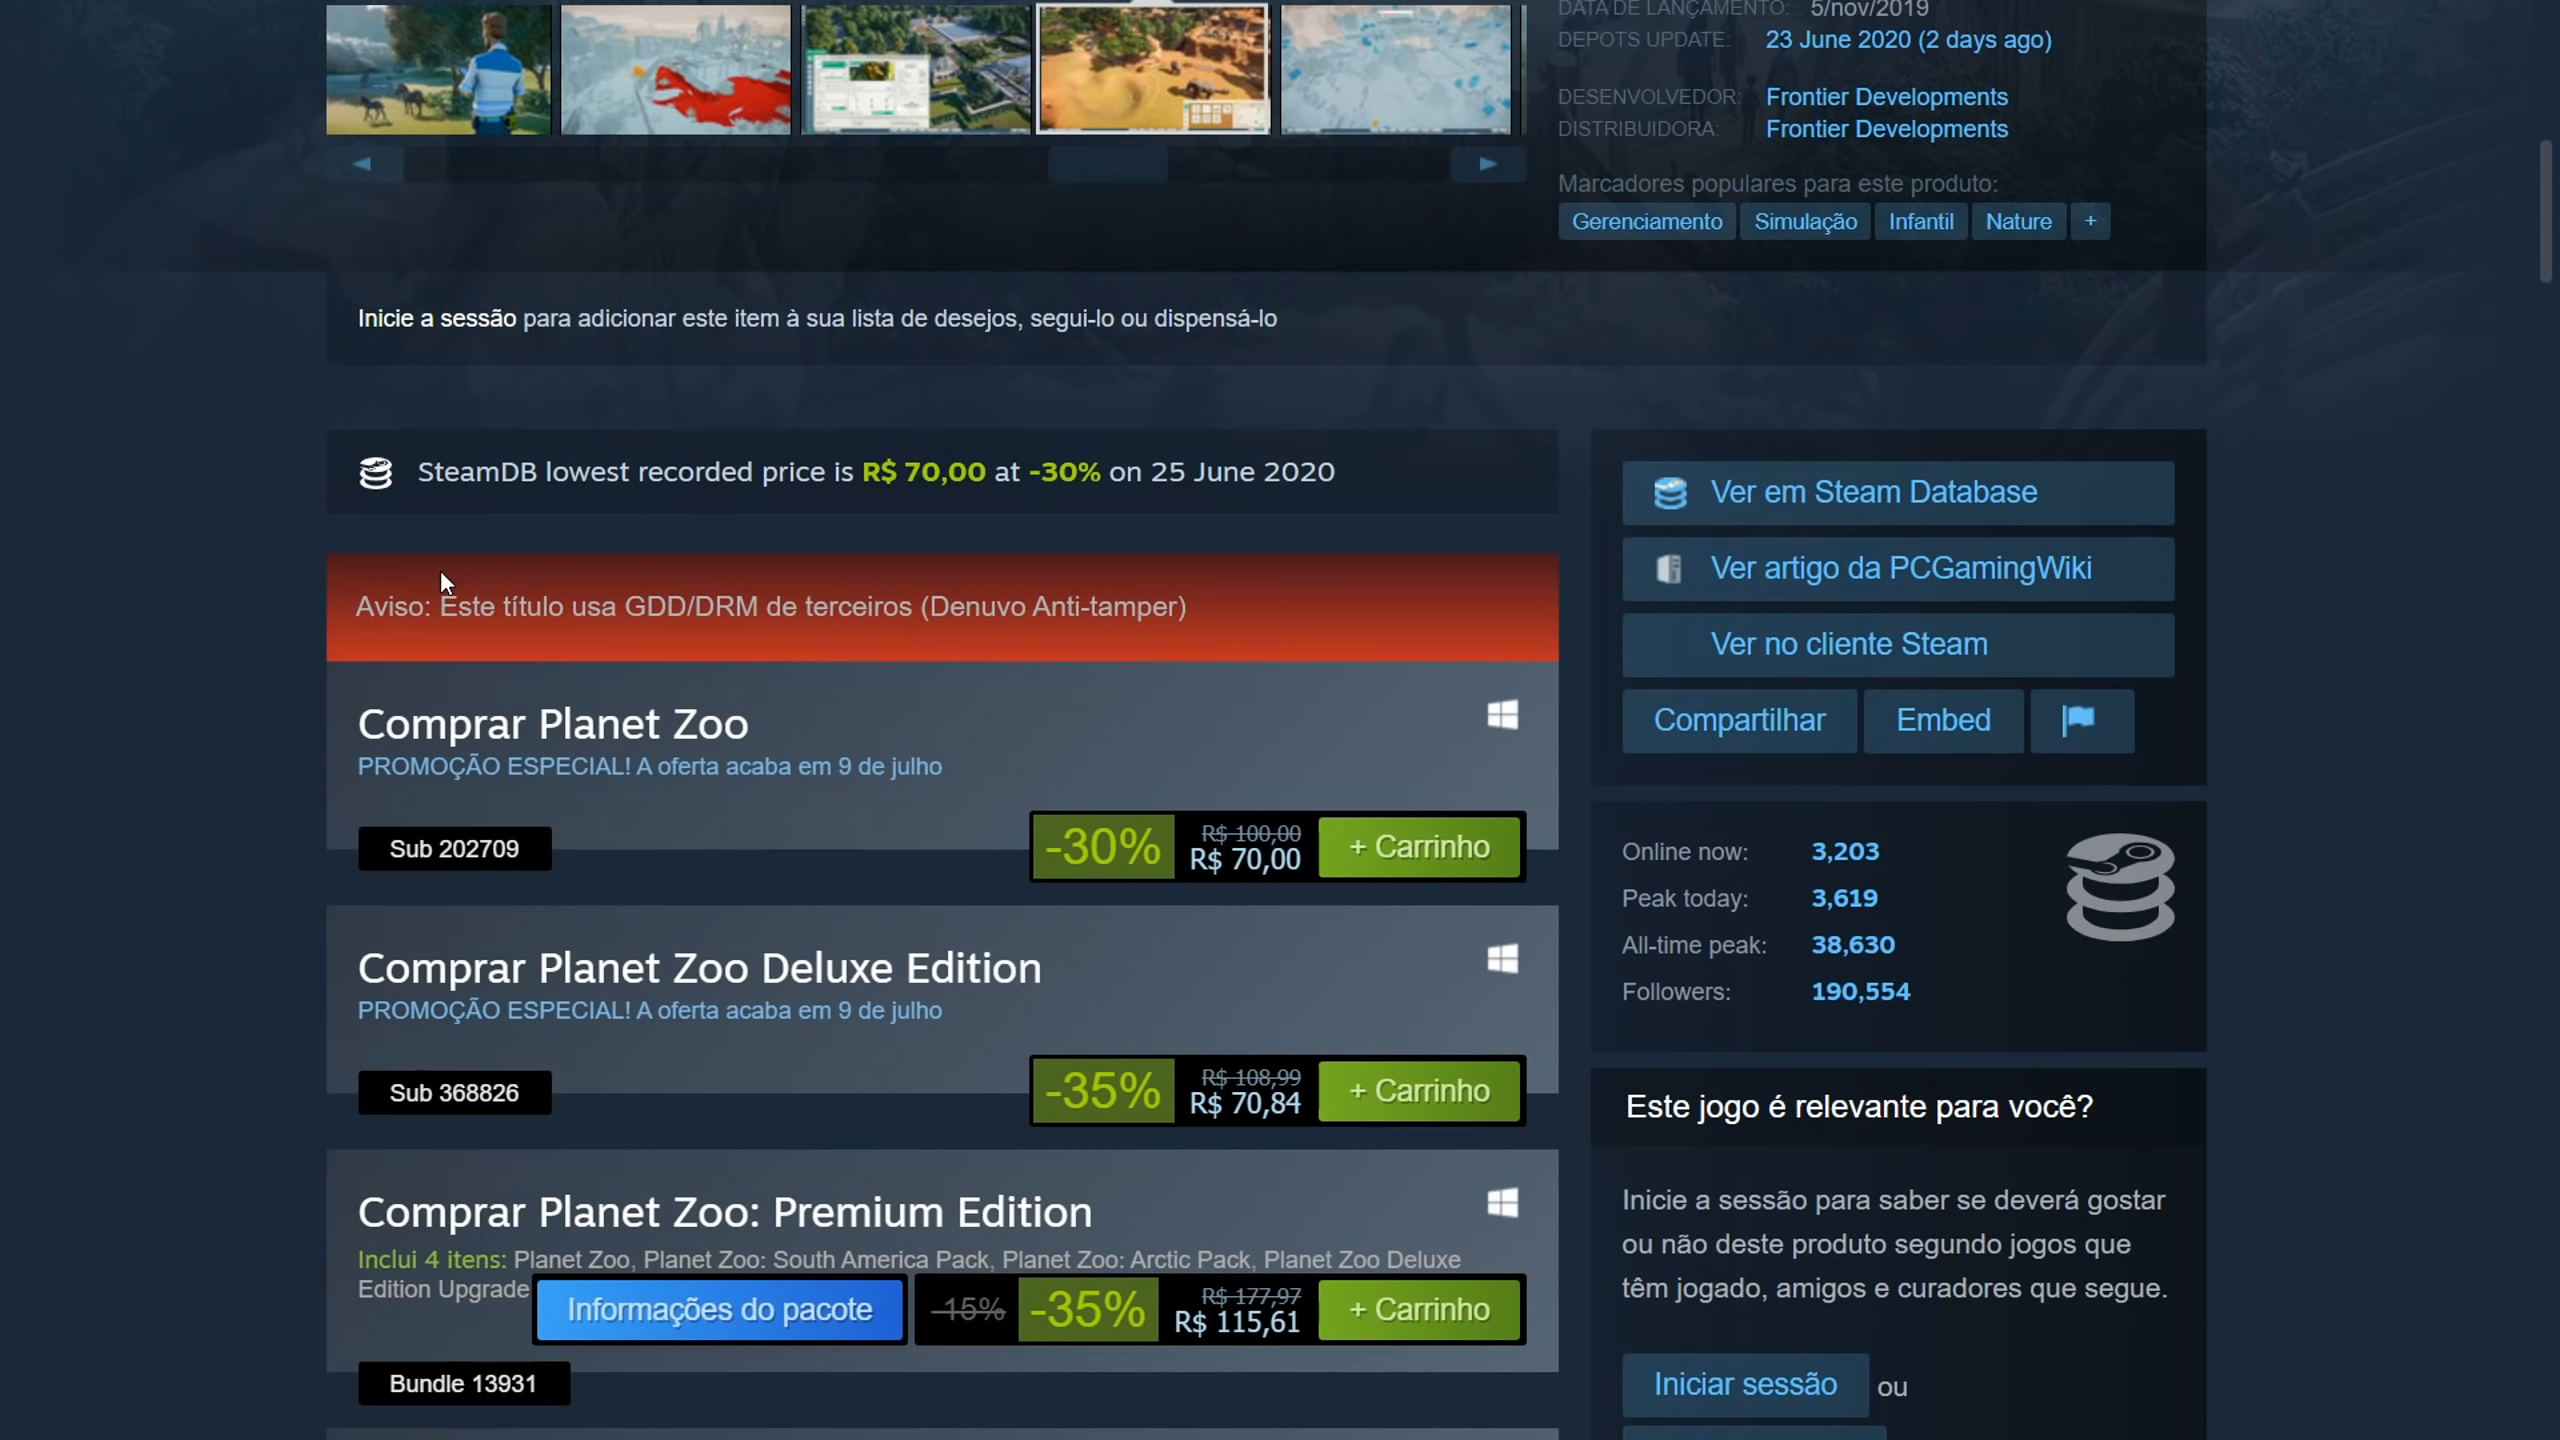 DATA DE LANÇAMENTO: 5/nov/2019
DEPOTS UPDATE: 23 June 2020 (2 days ago)
DESENVOLVEDOR: Frontier Developments
DISTRIBUIDORA: Frontier Developments
Marcadores populares para este produto:
Gerenciamento Simulação Infantil Nature +
Inicie a sessão para adicionar este item à sua lista de desejos, segui-lo ou dispensá-lo
SteamDB lowest recorded price is R$ 70,00 at -30% on 25 June 2020
Aviso: Este título usa GDD/DRM de terceiros (Denuvo Anti-tamper)
Comprar Planet Zoo
PROMOÇÃO ESPECIAL! A oferta acaba em 9 de julho
Sub 202709
-30%
R$ 100,00
R$ 70,00
+ Carrinho
Comprar Planet Zoo Deluxe Edition
PROMOÇÃO ESPECIAL! A oferta acaba em 9 de julho
Sub 368826
-35%
R$ 108,99
R$ 70,84
+ Carrinho
Comprar Planet Zoo: Premium Edition
Inclui 4 itens: Planet Zoo, Planet Zoo: South America Pack, Planet Zoo: Arctic Pack, Planet Zoo Deluxe
Edition Upgrade
Informações do pacote
-15%
-35%
R$ 177,97
R$ 115,61
+ Carrinho
Bundle 13931
Ver em Steam Database
Ver artigo da PCGamingWiki
Ver no cliente Steam
Compartilhar Embed
Online now: 3,203
Peak today: 3,619
All-time peak: 38,630
Followers: 190,554
Este jogo é relevante para você?
Inicie a sessão para saber se deverá gostar
ou não deste produto segundo jogos que
têm jogado, amigos e curadores que segue.
Iniciar sessão ou